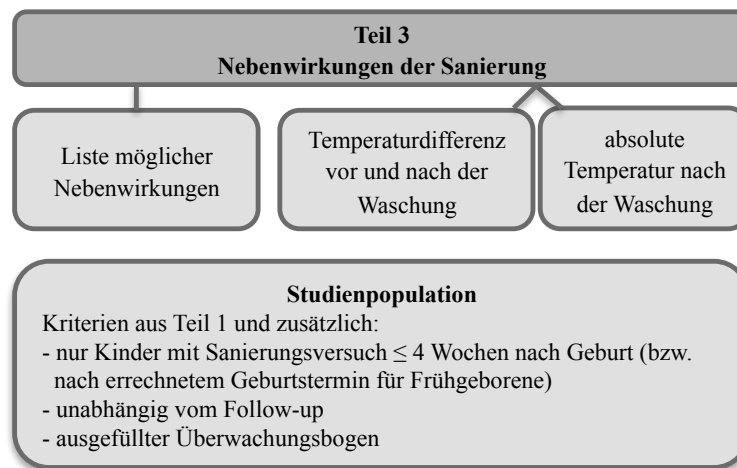 Teil 3
Nebenwirkungen der Sanierung
Liste möglicher
Nebenwirkungen
Temperaturdifferenz
vor und nach der
Waschung
absolute
Temperatur nach
der Waschung
Studienpopulation
Kriterien aus Teil 1 und zusätzlich:
- nur Kinder mit Sanierungsversuch ≤ 4 Wochen nach Geburt (bzw.
nach errechnetem Geburtstermin für Frühgeborene)
- unabhängig vom Follow-up
- ausgefüllter Überwachungsbogen